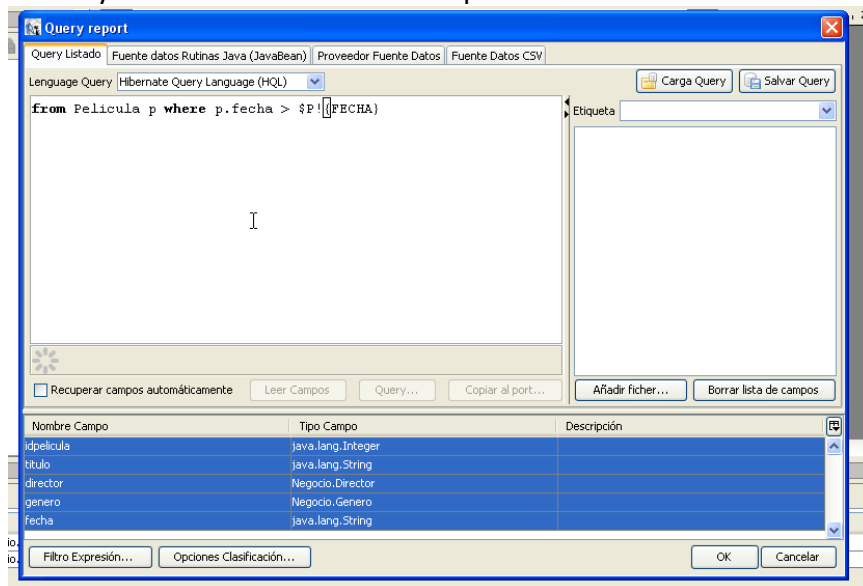 Query report
Query Listado Fuente datos Rutinas Java (JavaBean) Proveedor Fuente Datos Fuente Datos CSV
Lenguage Query Hibernate Query Language (HQL) Carga Query Salvar Query
from Pelicula p where p.fecha > $P!{FECHA}
Etiqueta
Recuperar campos automáticamente Leer Campos Query... Copiar al port... Añadir ficher... Borrar lista de campos
Nombre Campo Tipo Campo Descripción
idpelicula java.lang.Integer
titulo java.lang.String
director Negocio.Director
genero Negocio.Genero
fecha java.lang.String
Filtro Expresión... Opciones Clasificación... OK Cancelar